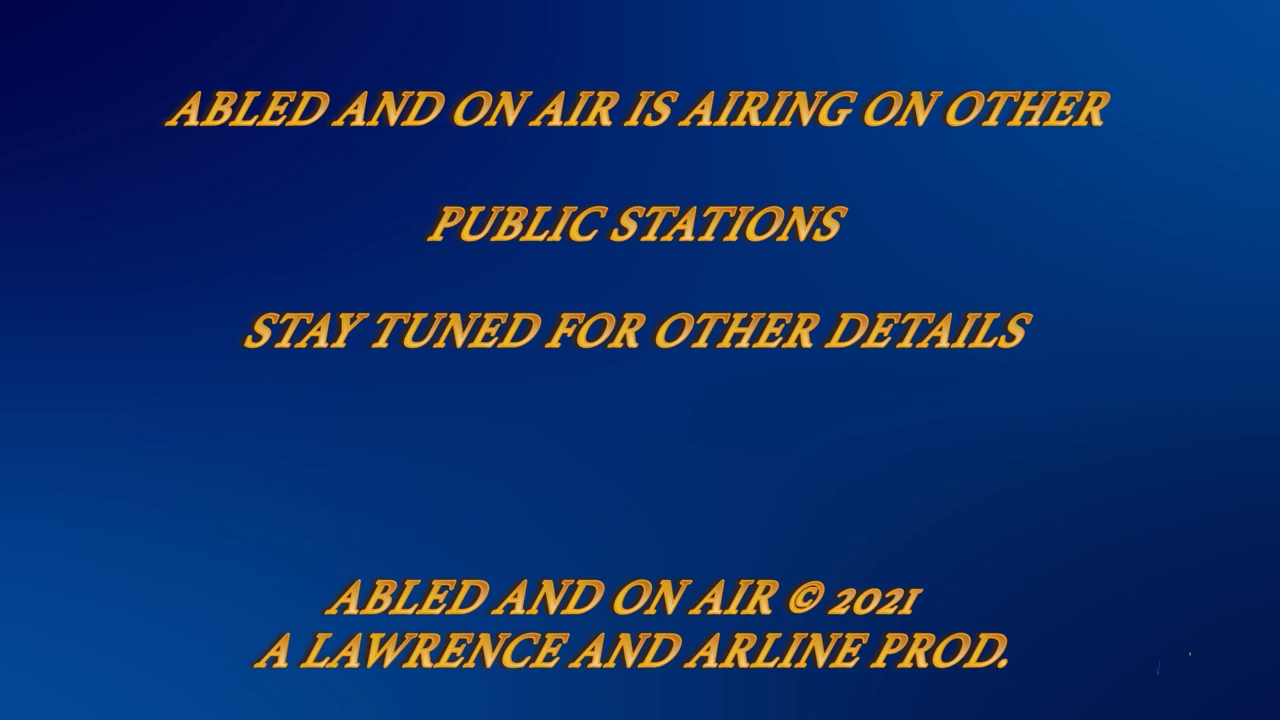 ABLED AND ON AIR IS AIRING ON OTHER
PUBLIC STATIONS
STAY TUNED FOR OTHER DETAILS
ABLED AND ON AIR © 2021
A LAWRENCE AND ARLINE PROD.